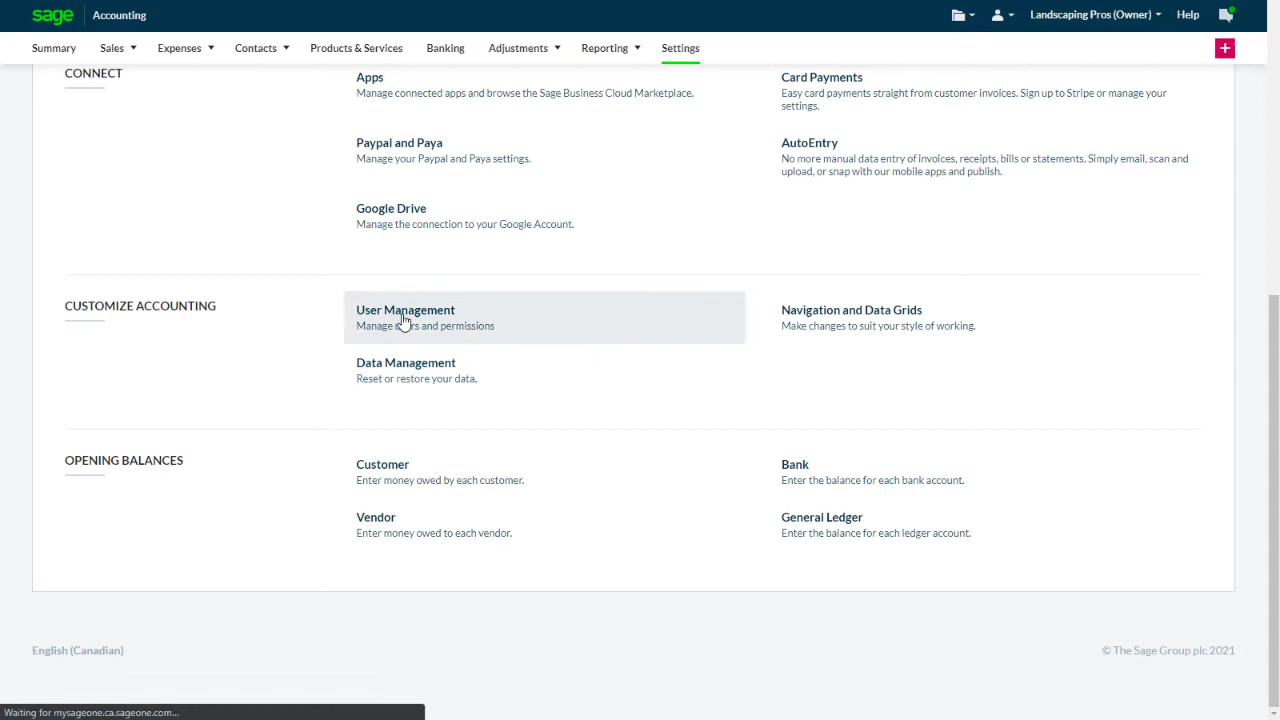 sage Accounting Landscaping Pros (Owner) Help
Summary Sales Expenses Contacts Products & Services Banking Adjustments Reporting Settings
CONNECT
Apps
Manage connected apps and browse the Sage Business Cloud Marketplace.
Card Payments
Easy card payments straight from customer invoices. Sign up to Stripe or manage your
settings.
Paypal and Paya
Manage your Paypal and Paya settings.
AutoEntry
No more manual data entry of invoices, receipts, bills or statements. Simply email, scan and
upload, or snap with our mobile apps and publish.
Google Drive
Manage the connection to your Google Account.
CUSTOMIZE ACCOUNTING
User Management
Manage users and permissions
Navigation and Data Grids
Make changes to suit your style of working.
Data Management
Reset or restore your data.
OPENING BALANCES
Customer
Enter money owed by each customer.
Bank
Enter the balance for each bank account.
Vendor
Enter money owed to each vendor.
General Ledger
Enter the balance for each ledger account.
English (Canadian)
© The Sage Group plc 2021
Waiting for mysageone.ca.sageone.com...